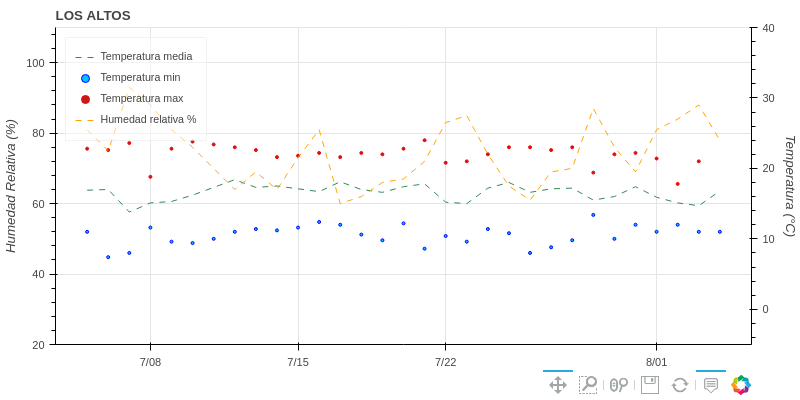 LOS ALTOS
Temperatura media
Temperatura min
Temperatura max
Humedad relativa %
Humedad Relativa (%)
100
80
60
40
20
40
30
20
10
0
Temperatura (°C)
7/08
7/15
7/22
8/01